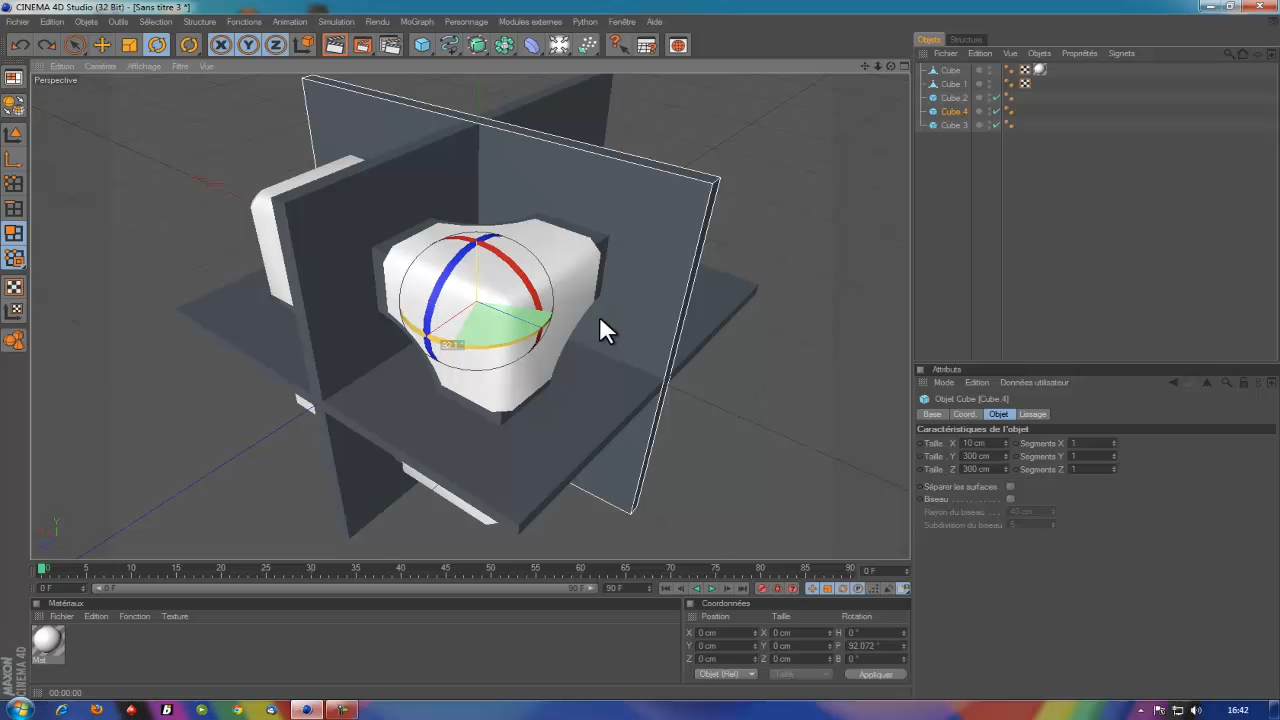 CINEMA 4D Studio (32 Bit) - [Sans titre 3 *]
Fichier Edition Objets Outils Sélection Structure Fonctions Animation Simulation Rendu MoGraph Personnage Modules externes Python Fenêtre Aide
X Y Z
Edition Caméras Affichage Filtre Vue
Perspective
92.1 °
Y
Objets Structure
Fichier Edition Vue Objets Propriétés Signets
Cube
Cube.1
Cube.2
Cube.4
Cube.3
Attributs
Mode Edition Données utilisateur
Objet Cube [Cube.4]
Base Coord. Objet Lissage
Caractéristiques de l'objet
Taille . X 10 cm Segments X 1
Taille . Y 300 cm Segments Y 1
Taille . Z 300 cm Segments Z 1
Séparer les surfaces
Biseau
Rayon du biseau 40 cm
Subdivision du biseau 5
0 5 10 15 20 25 30 35 40 45 50 55 60 65 70 75 80 85 90 0 F
0 F 0 F 90 F 90 F
Matériaux
Fichier Edition Fonction Texture
Mat
Coordonnées
Position Taille Rotation
X 0 cm X 0 cm H 0 °
Y 0 cm Y 0 cm P 92.072 °
Z 0 cm Z 0 cm B 0 °
Objet (Rel) Taille Appliquer
MAXON CINEMA 4D
00:00:00
16:42